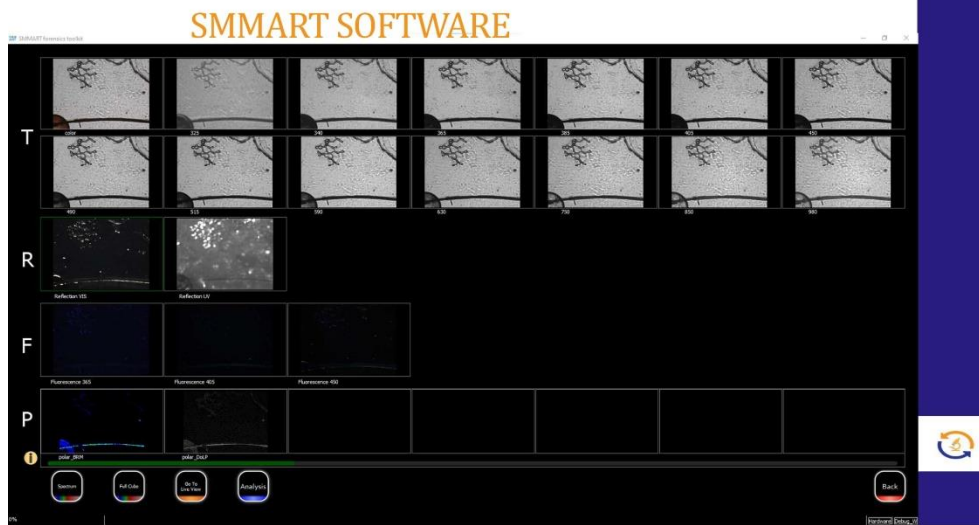 SMMART SOFTWARE
SMMART forensics toolkit
T
color 325 340 365 385 405 450
490 515 590 630 750 850 980
R
Reflection VIS Reflection UV
F
Fluorescence 365 Fluorescence 405 Fluorescence 450
P
polar_BRM polar_DoLP
i
Spectrum Full Cube Go To Live View Analysis Back
0% Hardware Debug_W